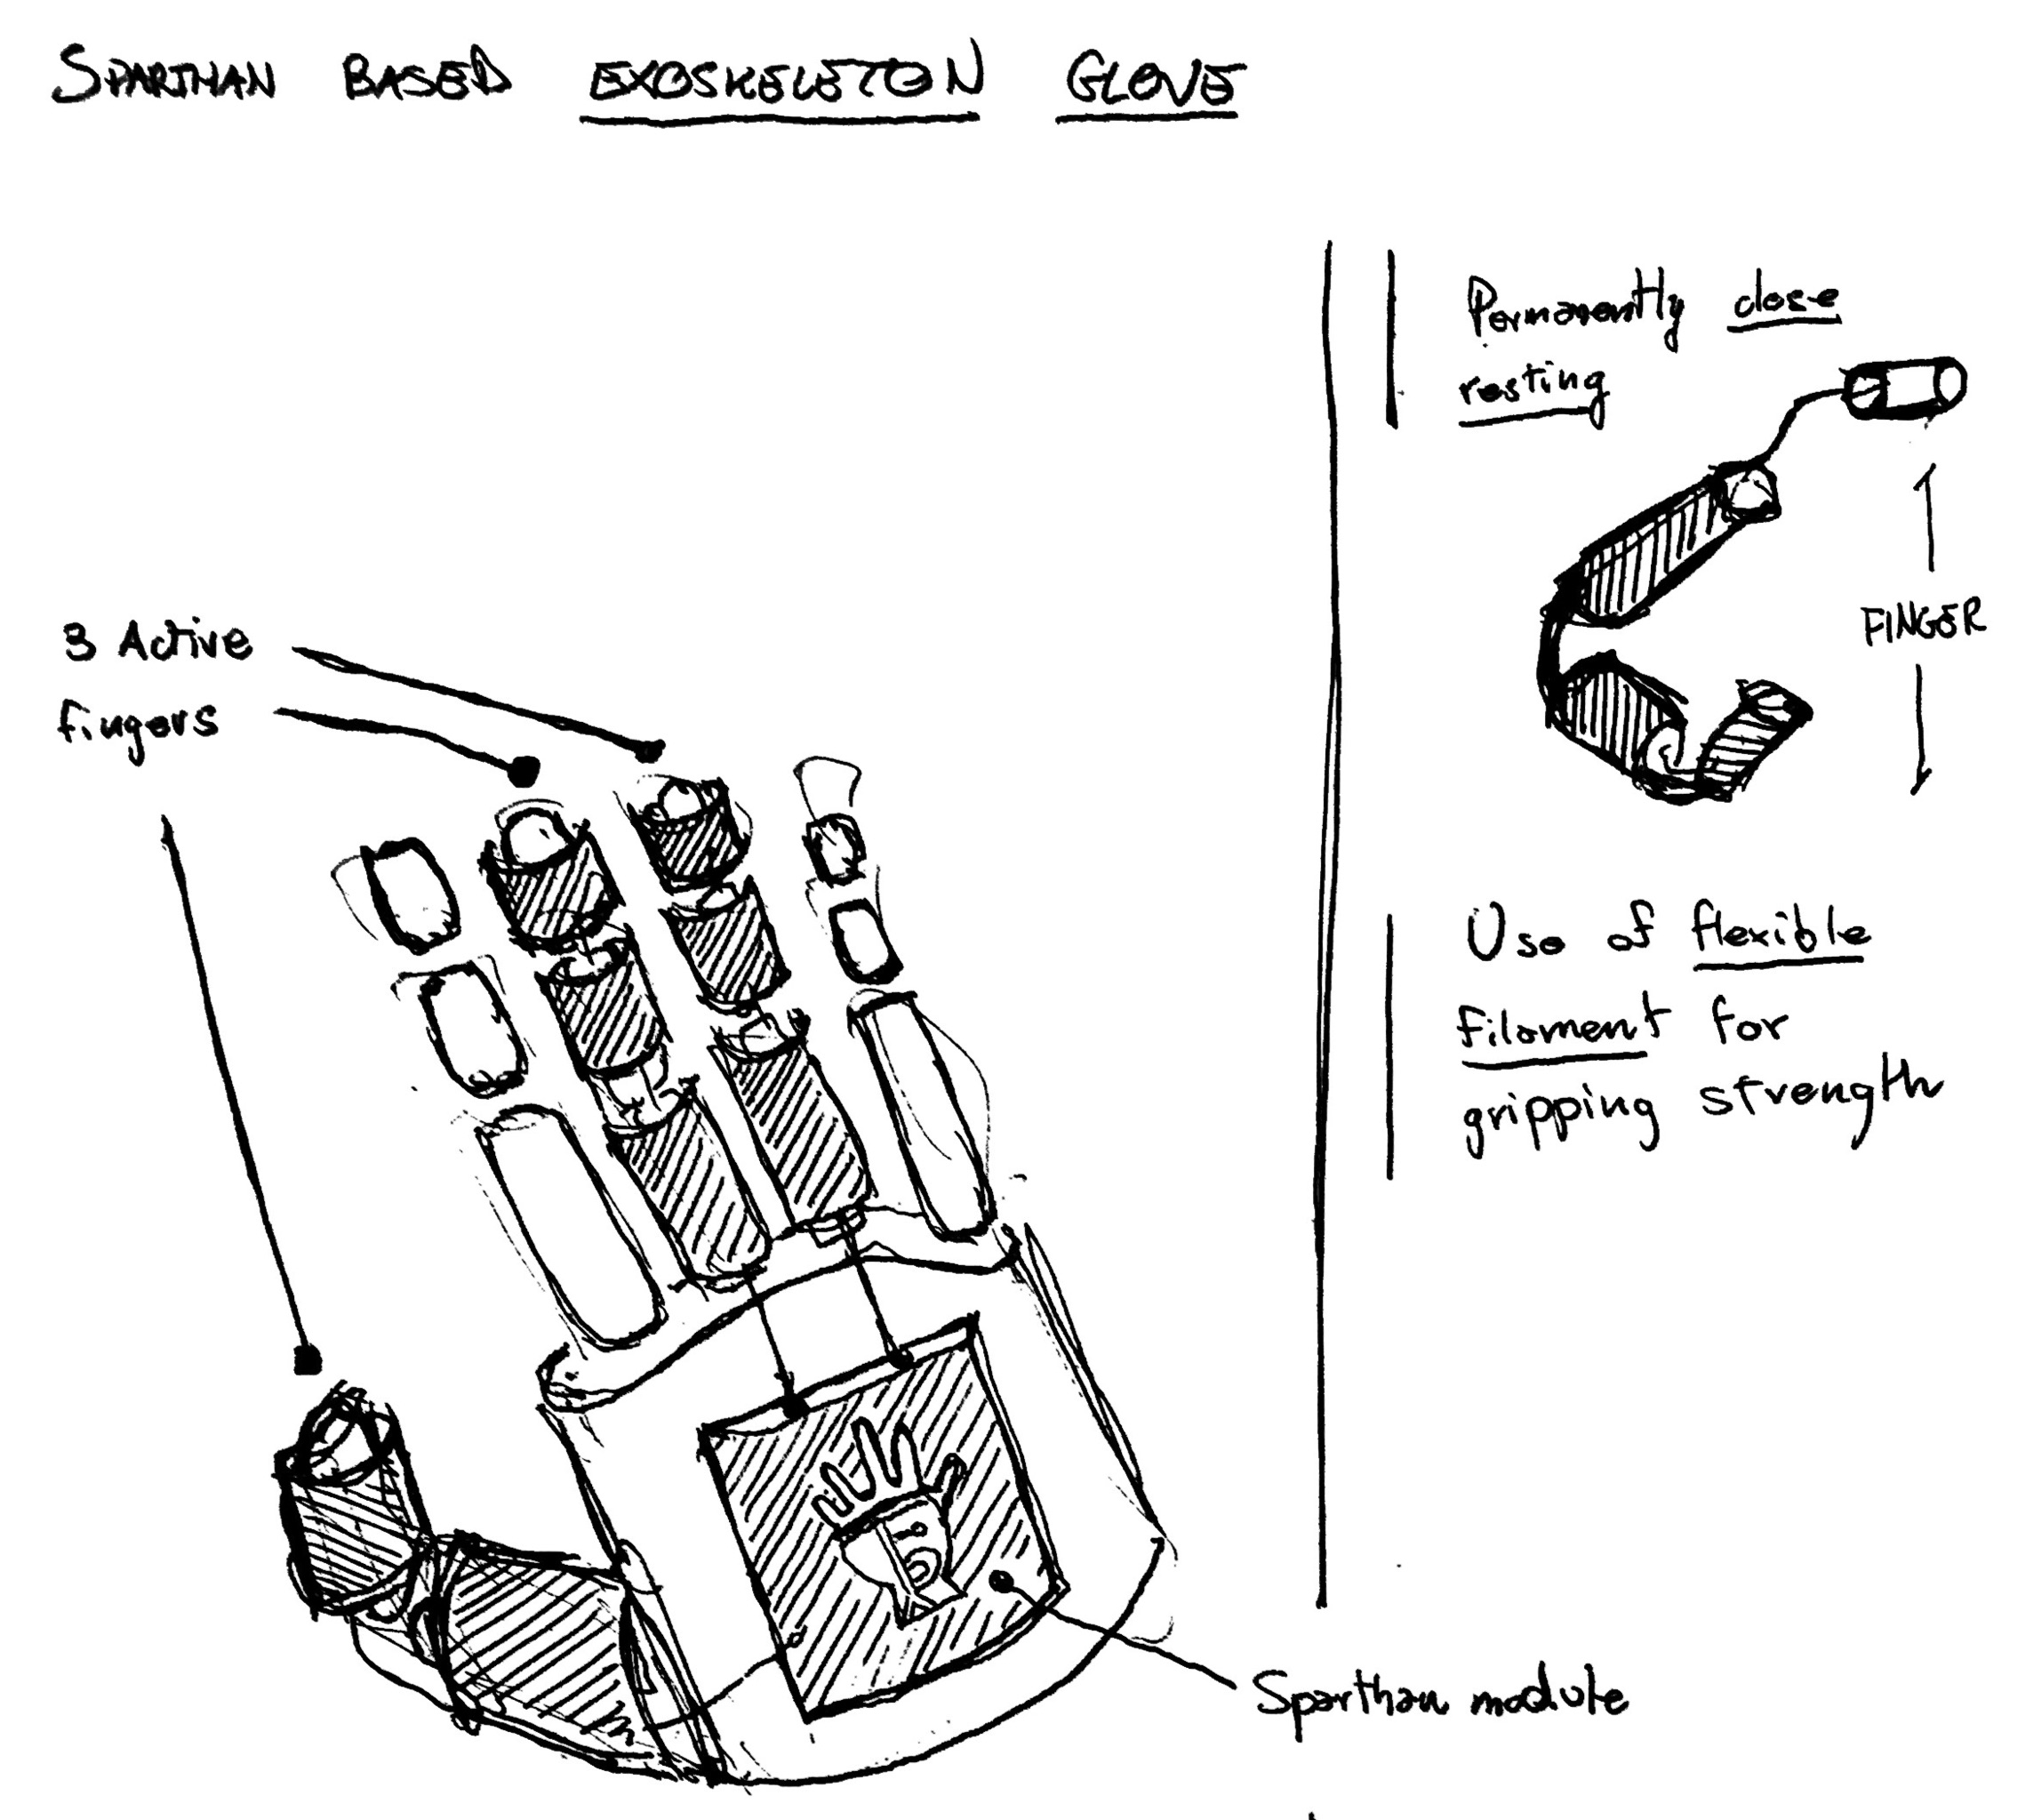 SPARTHAN BASED EXOSKELETON GLOVE
Permanently close
resting
FINGER
3 Active
fingers
Use of flexible
filament for
gripping strength
Sparthan module